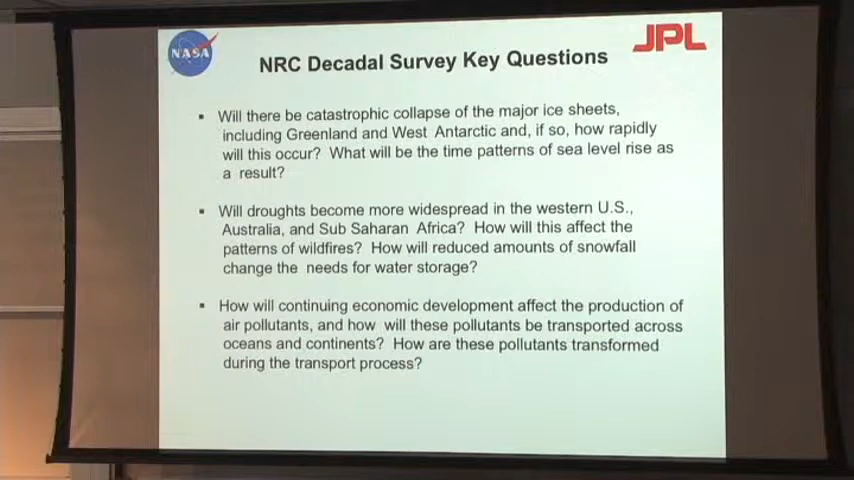 NASA
JPL
NRC Decadal Survey Key Questions
▪ Will there be catastrophic collapse of the major ice sheets,
including Greenland and West Antarctic and, if so, how rapidly
will this occur? What will be the time patterns of sea level rise as
a result?
▪ Will droughts become more widespread in the western U.S.,
Australia, and Sub Saharan Africa? How will this affect the
patterns of wildfires? How will reduced amounts of snowfall
change the needs for water storage?
▪ How will continuing economic development affect the production of
air pollutants, and how will these pollutants be transported across
oceans and continents? How are these pollutants transformed
during the transport process?